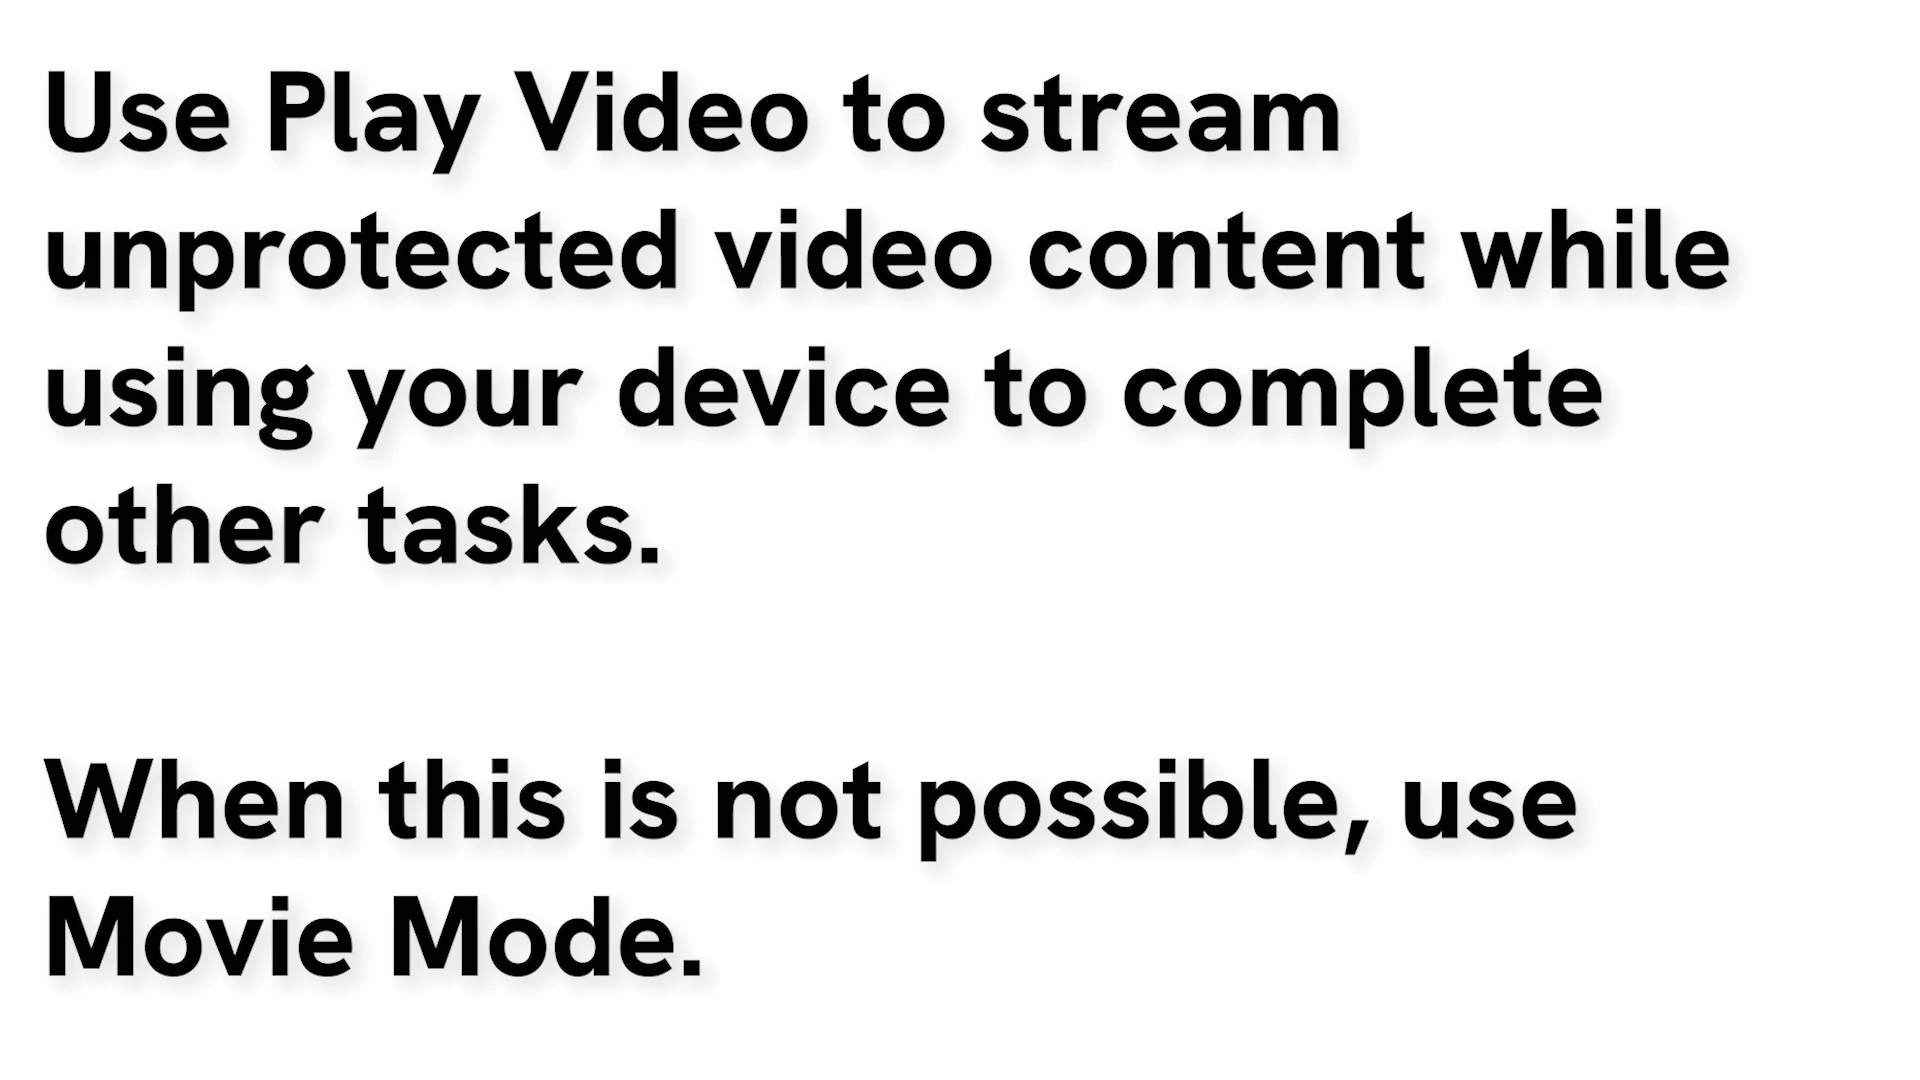 Use Play Video to stream
unprotected video content while
using your device to complete
other tasks.
When this is not possible, use
Movie Mode.